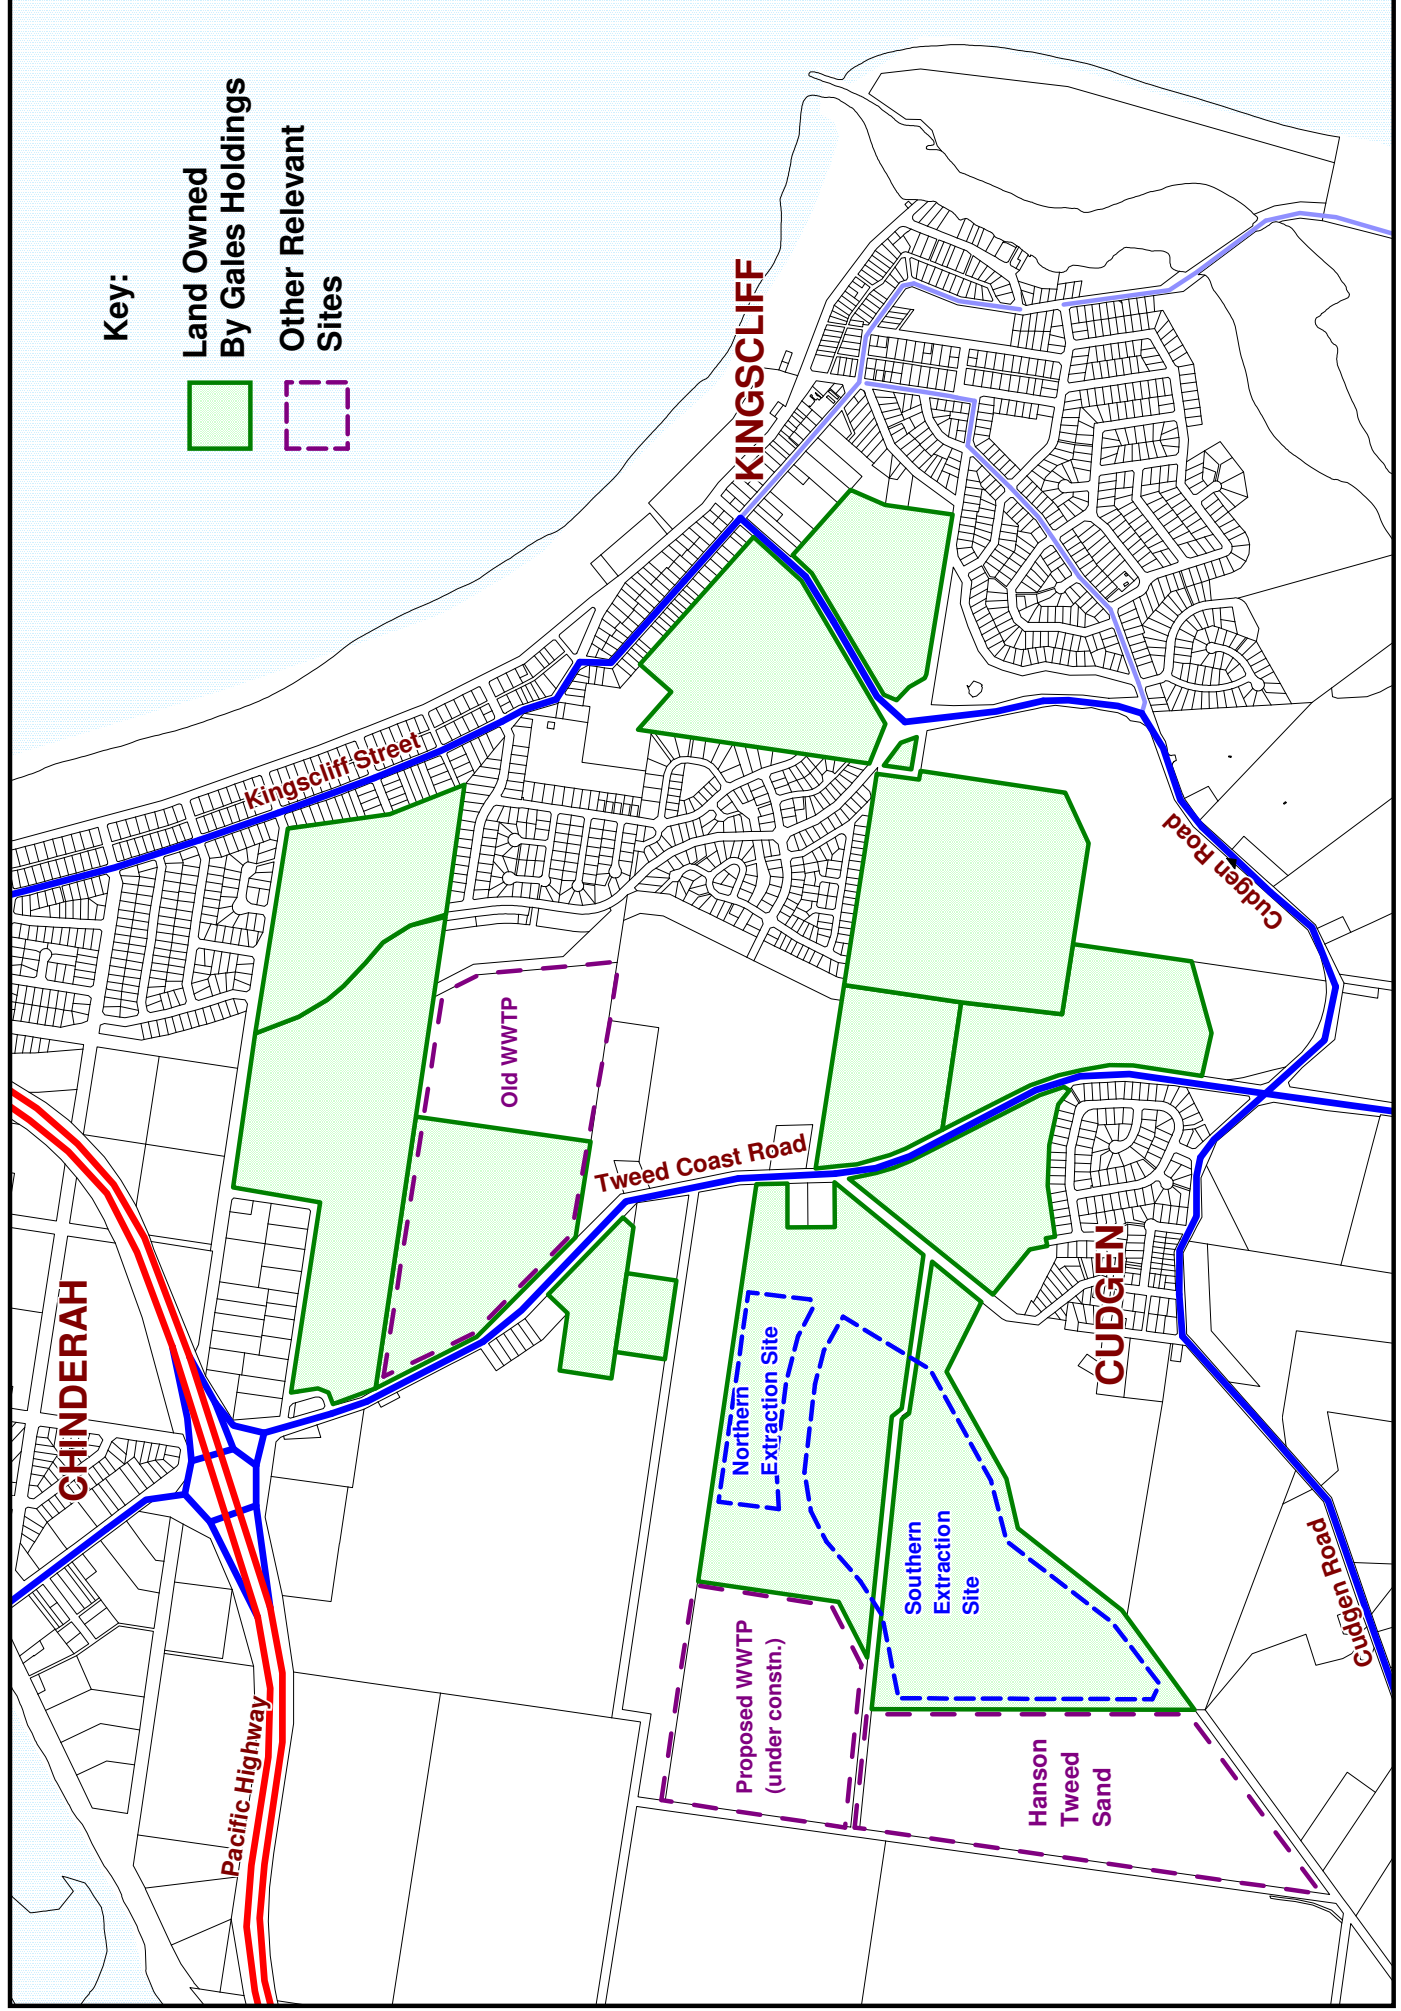 Key:
Land Owned
By Gales Holdings
Other Relevant
Sites
KINGSCLIFF
Kingscliff Street
Cudgen Road
Old WWTP
Tweed Coast Road
CHINDERAH
CUDGEN
Northern
Extraction Site
Southern
Extraction
Site
Cudgen Road
Proposed WWTP
(under constn.)
Pacific Highway
Hanson
Tweed
Sand